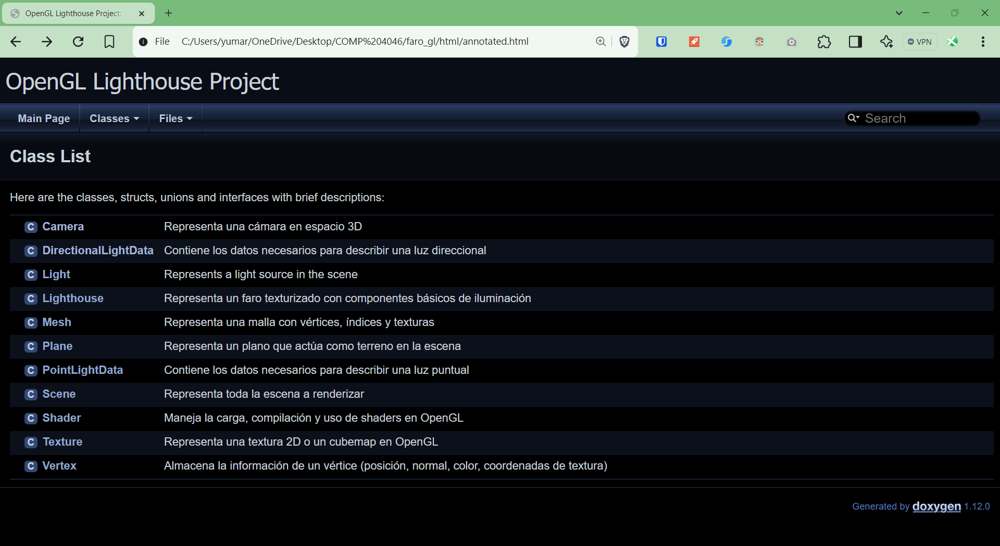 OpenGL Lighthouse Project:
File C:/Users/yumar/OneDrive/Desktop/COMP%204046/faro_gl/html/annotated.html
VPN
OpenGL Lighthouse Project
Main Page Classes Files Search
Class List
Here are the classes, structs, unions and interfaces with brief descriptions:
C Camera Representa una cámara en espacio 3D
C DirectionalLightData Contiene los datos necesarios para describir una luz direccional
C Light Represents a light source in the scene
C Lighthouse Representa un faro texturizado con componentes básicos de iluminación
C Mesh Representa una malla con vértices, índices y texturas
C Plane Representa un plano que actúa como terreno en la escena
C PointLightData Contiene los datos necesarios para describir una luz puntual
C Scene Representa toda la escena a renderizar
C Shader Maneja la carga, compilación y uso de shaders en OpenGL
C Texture Representa una textura 2D o un cubemap en OpenGL
C Vertex Almacena la información de un vértice (posición, normal, color, coordenadas de textura)
Generated by doxygen 1.12.0